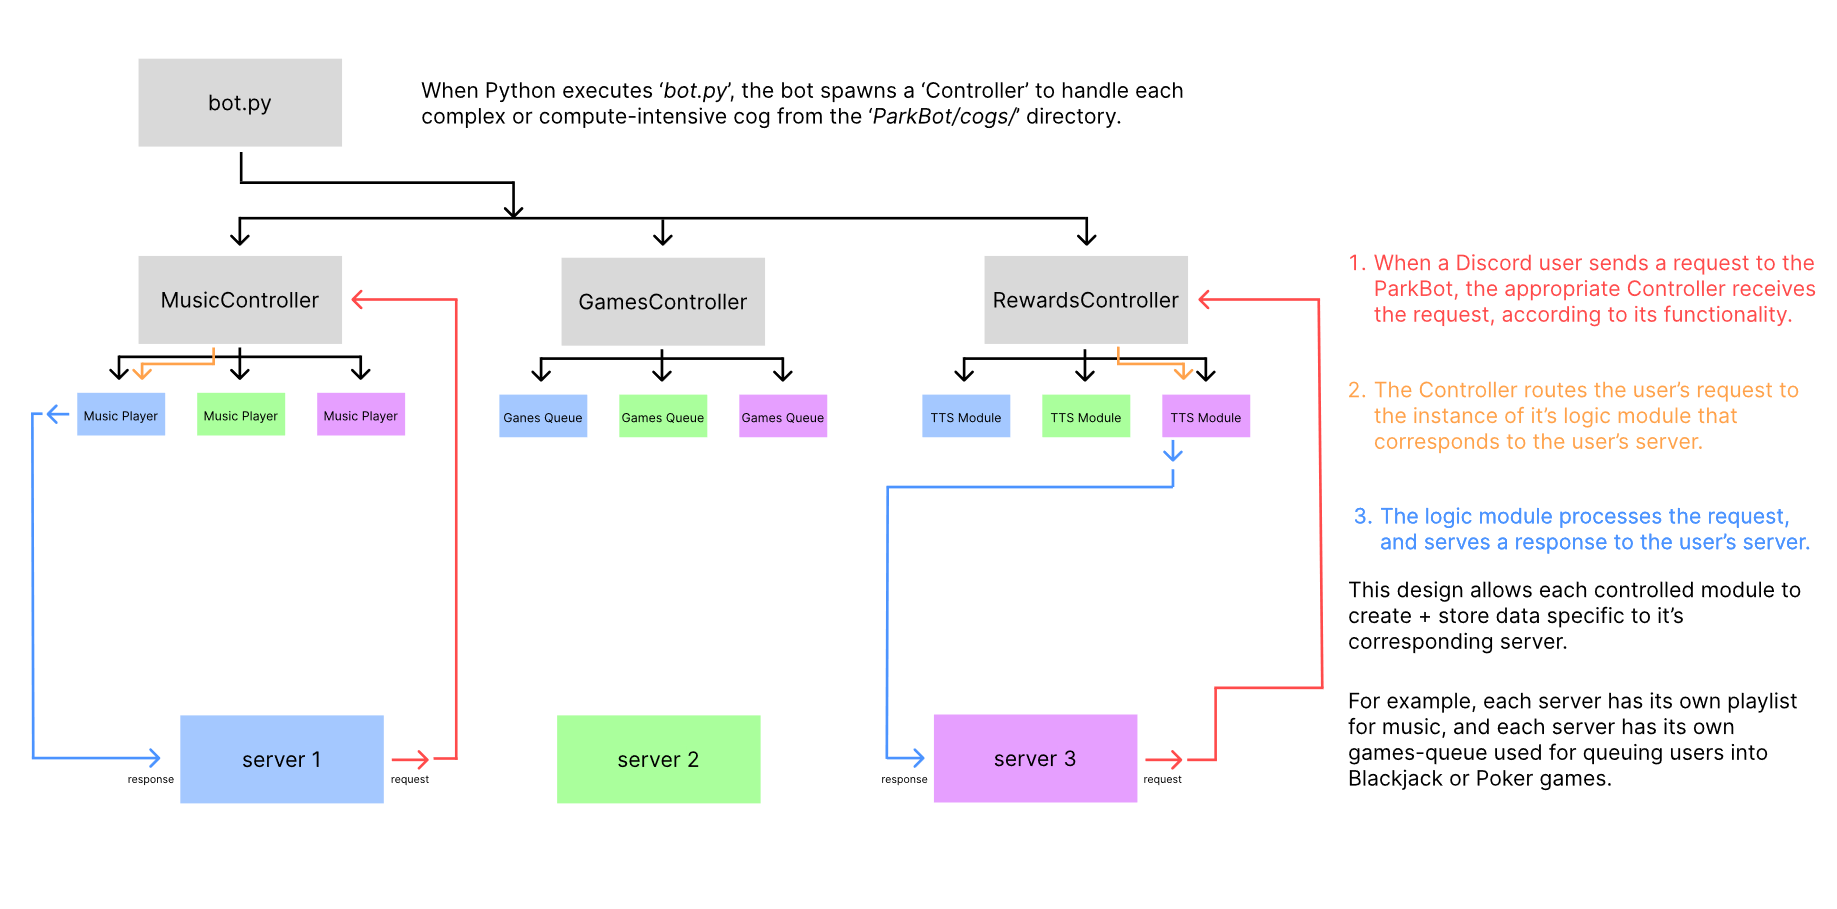 bot.py
When Python executes ‘bot.py’, the bot spawns a ‘Controller’ to handle each
complex or compute-intensive cog from the ‘ParkBot/cogs/’ directory.
MusicController
GamesController
RewardsController
Music Player
Music Player
Music Player
Ganes Queue
Games Queue
Games Queue
TTS Module
TTS Module
TTS Module
1. When a Discord user sends a request to the
ParkBot, the appropriate Controller receives
the request, according to its functionality.
2. The Controller routes the user’s request to
the instance of it’s logic module that
corresponds to the user’s server.
3. The logic module processes the request,
and serves a response to the user’s server.
This design allows each controlled module to
create + store data specific to it’s
corresponding server.
For example, each server has its own playlist
for music, and each server has its own
games-queue used for queuing users into
Blackjack or Poker games.
response
server 1
request
server 2
response
server 3
request